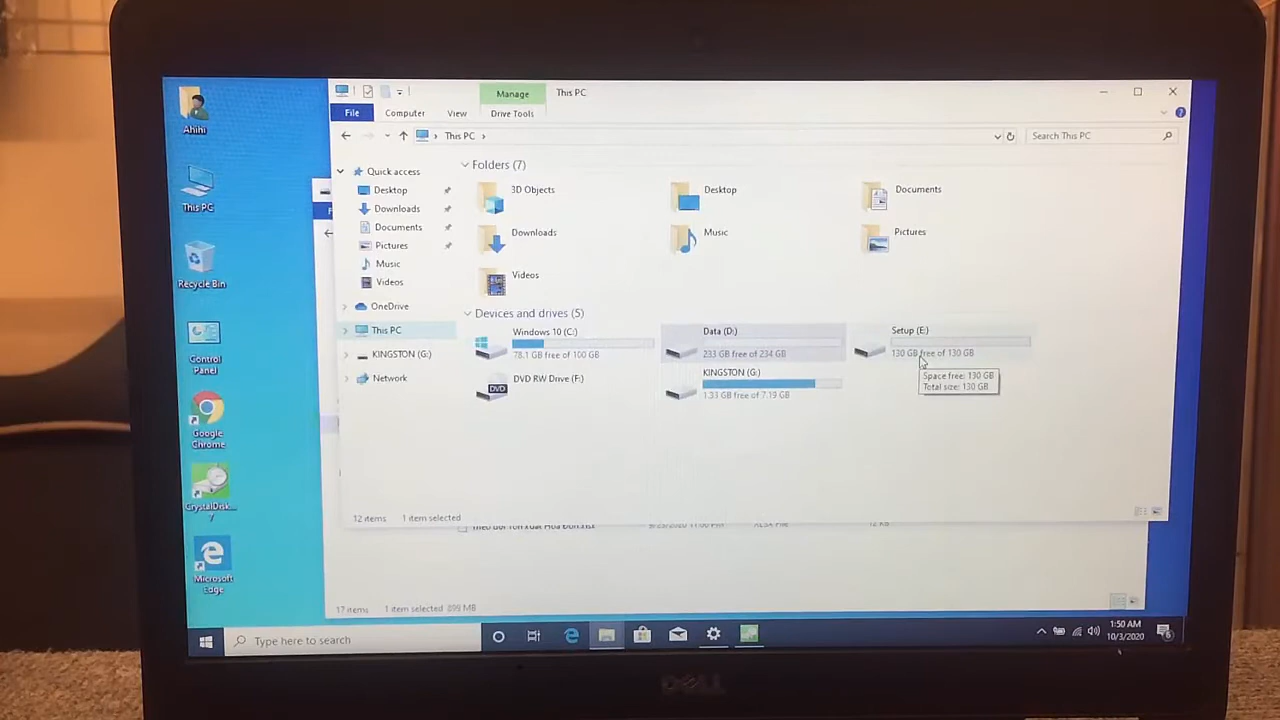 Manage
This PC
File
Computer
View
Drive Tools
This PC
Search This PC
Quick access
Desktop
Downloads
Documents
Pictures
Music
Videos
OneDrive
This PC
KINGSTON (G:)
Network
Folders (7)
3D Objects
Desktop
Documents
Downloads
Music
Pictures
Videos
Devices and drives (5)
Windows 10 (C:)
78.1 GB free of 100 GB
Data (D:)
233 GB free of 234 GB
Setup (E:)
130 GB free of 130 GB
Space free: 130 GB
Total size: 130 GB
DVD RW Drive (F:)
DVD
KINGSTON (G:)
1.33 GB free of 7.19 GB
12 items
1 item selected
17 items
1 item selected 899 MB
Ahihi
This PC
Recycle Bin
Control
Panel
Google
Chrome
CrystalDisk...
7
Microsoft
Edge
Type here to search
1:50 AM
10/3/2020
6
DELL